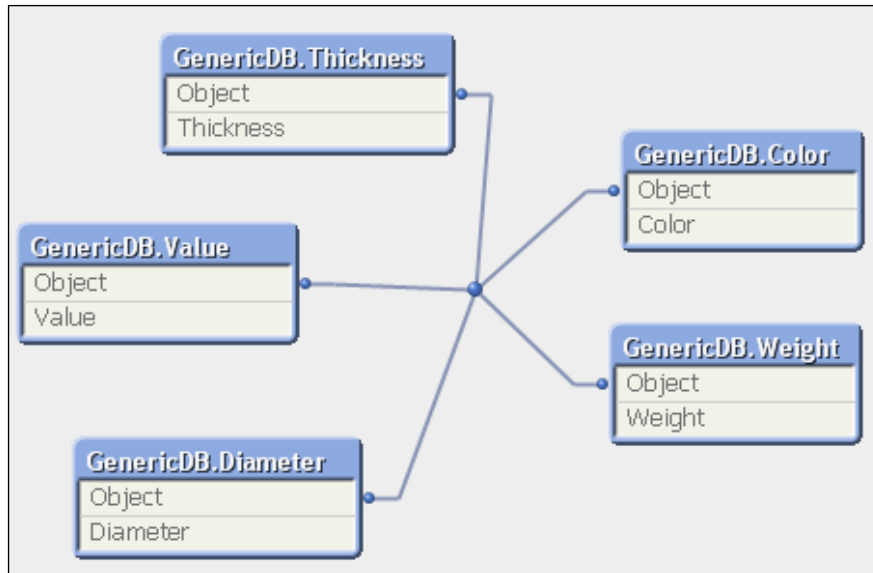 GenericDB.Thickness
Object
Thickness
GenericDB.Color
Object
Color
GenericDB.Value
Object
Value
GenericDB.Weight
Object
Weight
GenericDB.Diameter
Object
Diameter